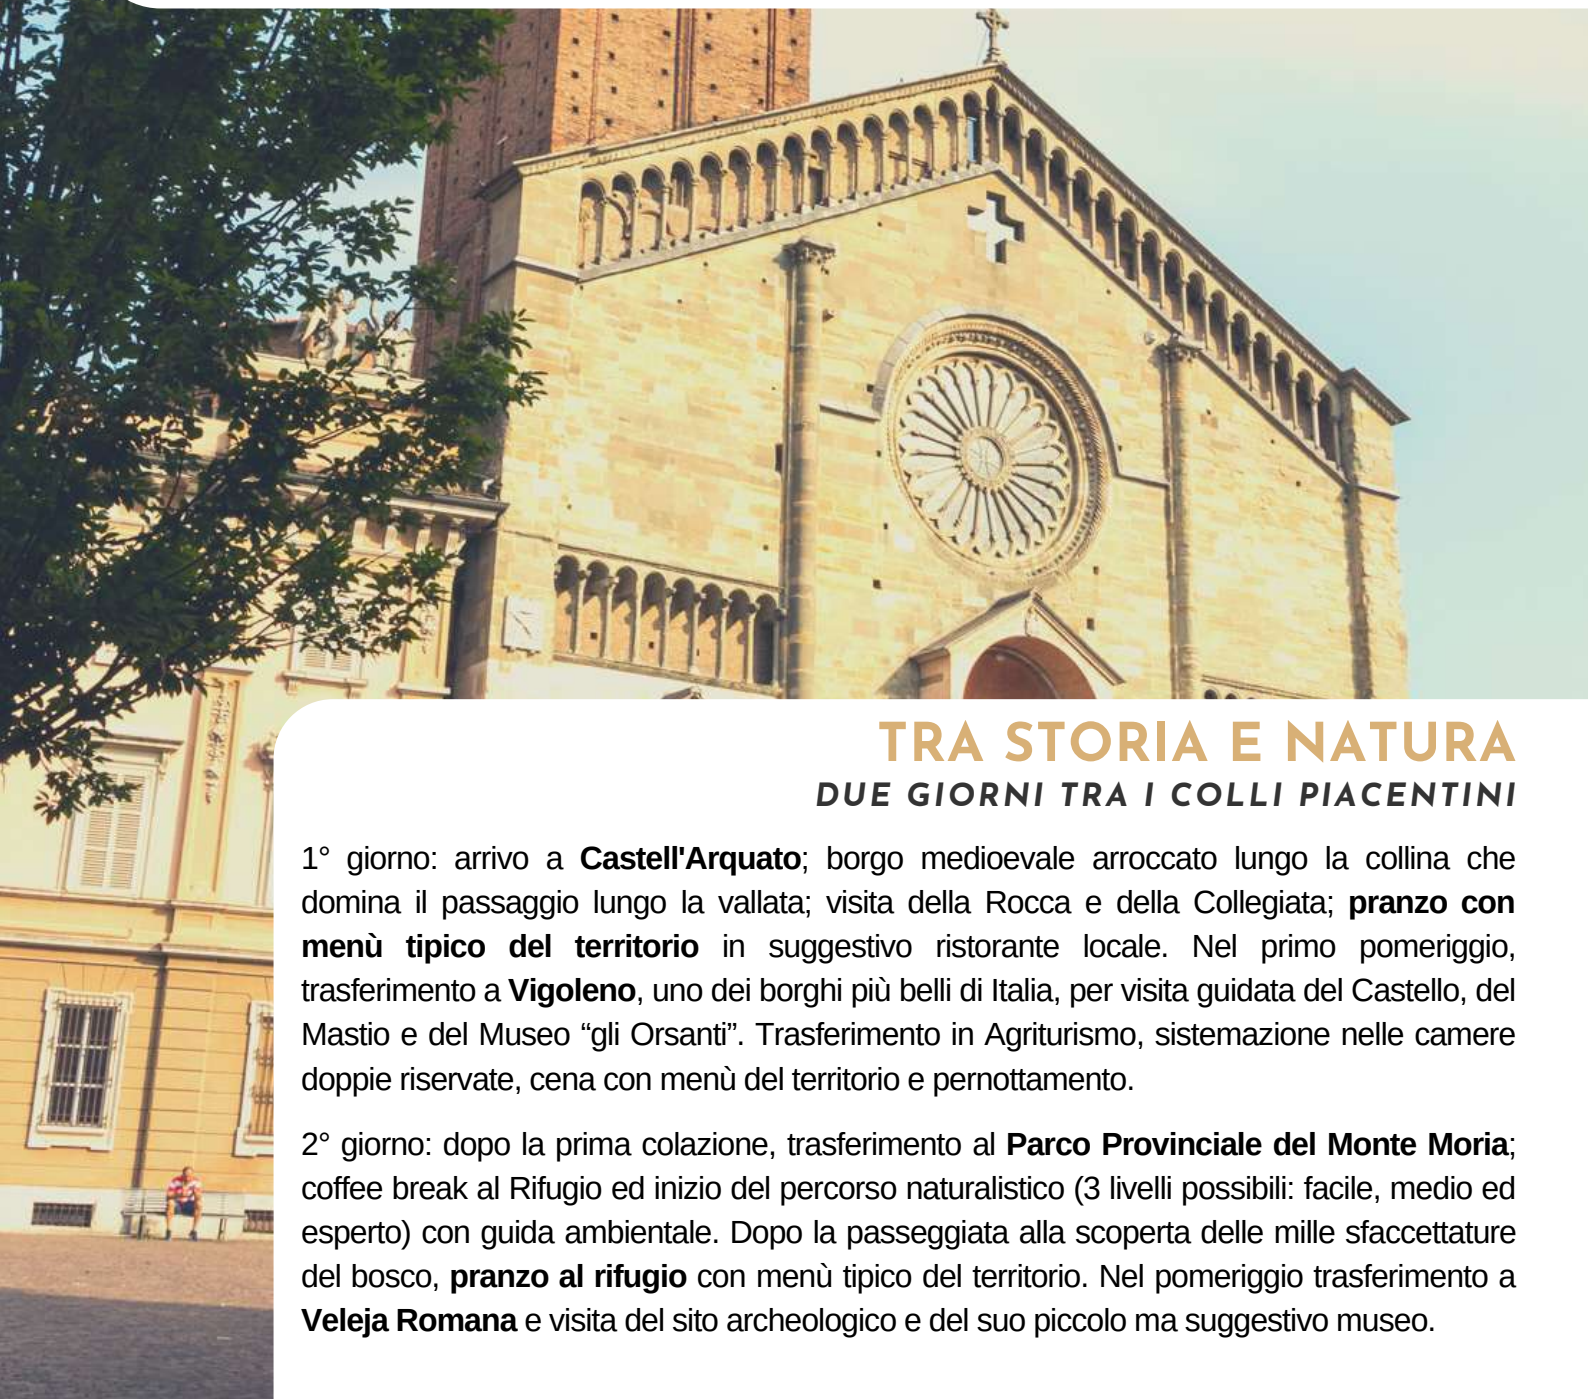 TRA STORIA E NATURA
DUE GIORNI TRA I COLLI PIACENTINI
1° giorno: arrivo a Castell'Arquato; borgo medioevale arroccato lungo la collina che
domina il passaggio lungo la vallata; visita della Rocca e della Collegiata; pranzo con
menù tipico del territorio in suggestivo ristorante locale. Nel primo pomeriggio,
trasferimento a Vigoleno, uno dei borghi più belli di Italia, per visita guidata del Castello, del
Mastio e del Museo “gli Orsanti”. Trasferimento in Agriturismo, sistemazione nelle camere
doppie riservate, cena con menù del territorio e pernottamento.
2° giorno: dopo la prima colazione, trasferimento al Parco Provinciale del Monte Moria;
coffee break al Rifugio ed inizio del percorso naturalistico (3 livelli possibili: facile, medio ed
esperto) con guida ambientale. Dopo la passeggiata alla scoperta delle mille sfaccettature
del bosco, pranzo al rifugio con menù tipico del territorio. Nel pomeriggio trasferimento a
Veleja Romana e visita del sito archeologico e del suo piccolo ma suggestivo museo.